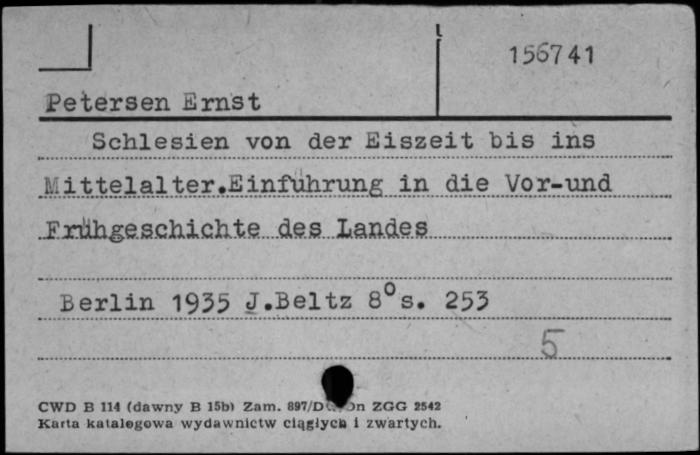 156741
Petersen Ernst
Schlesien von der Eiszeit bis ins
Mittelalter.Einführung in die Vor-und
Frühgeschichte des Landes
Berlin 1935 J.Beltz 8° s. 253
5
CWD B 114 (dawny B 15b) Zam. 897/D ZGG 2542
Karta katalogowa wydawnictw ciągłych i zwartych.